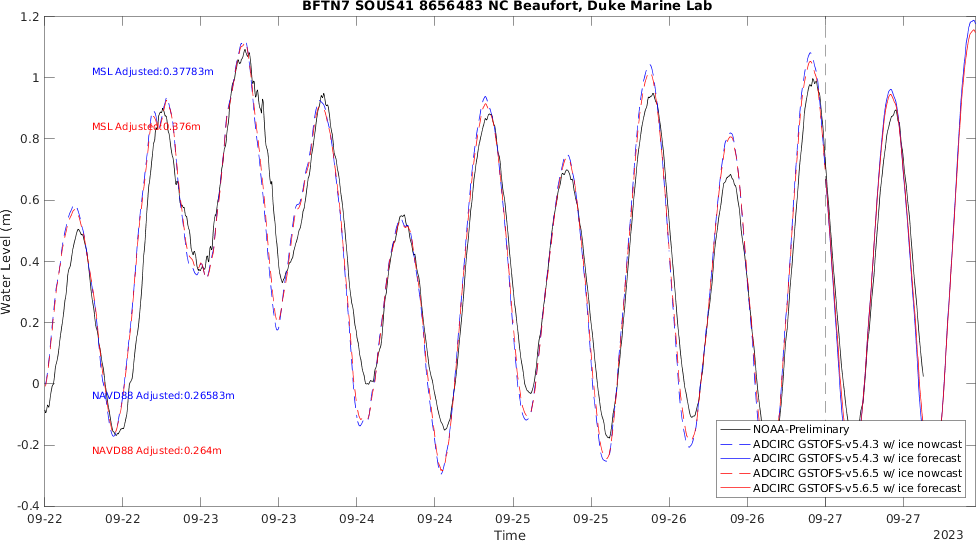 BFTN7 SOUS41 8656483 NC Beaufort, Duke Marine Lab
1.2
1
0.8
0.6
0.4
0.2
0
-0.2
-0.4
Water Level (m)
MSL Adjusted:0.37783m
MSL Adjusted:0.376m
NAVD88 Adjusted:0.26583m
NAVD88 Adjusted:0.264m
NOAA-Preliminary
ADCIRC GSTOFS-v5.4.3 w/ ice nowcast
ADCIRC GSTOFS-v5.4.3 w/ ice forecast
ADCIRC GSTOFS-v5.6.5 w/ ice nowcast
ADCIRC GSTOFS-v5.6.5 w/ ice forecast
09-22 09-22 09-23 09-23 09-24 09-24 09-25 09-25 09-26 09-26 09-27 09-27
Time
2023